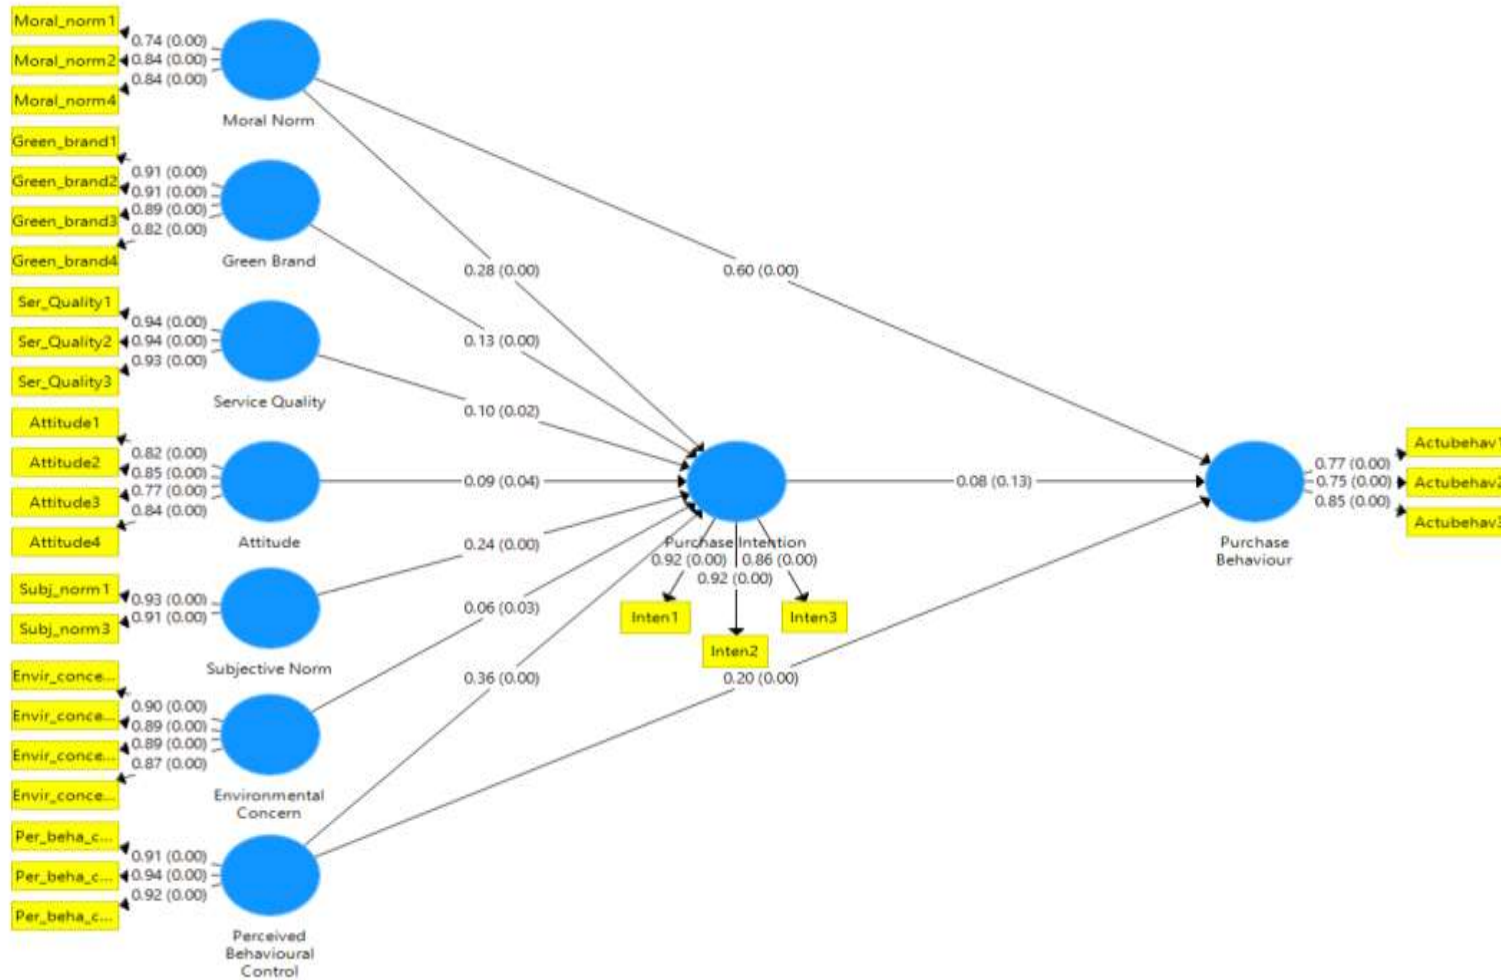 Moral_norm1
Moral_norm2
Moral_norm4
0.74 (0.00)
0.84 (0.00)
0.84 (0.00)
Moral Norm
Green_brand1
Green_brand2
Green_brand3
Green_brand4
0.91 (0.00)
0.91 (0.00)
0.89 (0.00)
0.82 (0.00)
Green Brand
Ser_Quality1
Ser_Quality2
Ser_Quality3
0.94 (0.00)
0.94 (0.00)
0.93 (0.00)
Service Quality
Attitude1
Attitude2
Attitude3
Attitude4
0.82 (0.00)
0.85 (0.00)
0.77 (0.00)
0.84 (0.00)
Attitude
Subj_norm1
Subj_norm3
0.93 (0.00)
0.91 (0.00)
Subjective Norm
Envir_conce...
Envir_conce...
Envir_conce...
Envir_conce...
0.90 (0.00)
0.89 (0.00)
0.89 (0.00)
0.87 (0.00)
Environmental
Concern
Per_beha_c...
Per_beha_c...
Per_beha_c...
0.91 (0.00)
0.94 (0.00)
0.92 (0.00)
Perceived
Behavioural
Control
0.28 (0.00)
0.13 (0.00)
0.10 (0.02)
0.09 (0.04)
0.24 (0.00)
0.06 (0.03)
0.36 (0.00)
Purchase Intention
0.92 (0.00)
0.92 (0.00)
0.86 (0.00)
Inten1
Inten2
Inten3
0.60 (0.00)
0.08 (0.13)
0.20 (0.00)
Purchase
Behaviour
0.77 (0.00)
0.75 (0.00)
0.85 (0.00)
Actubehav1
Actubehav2
Actubehav3